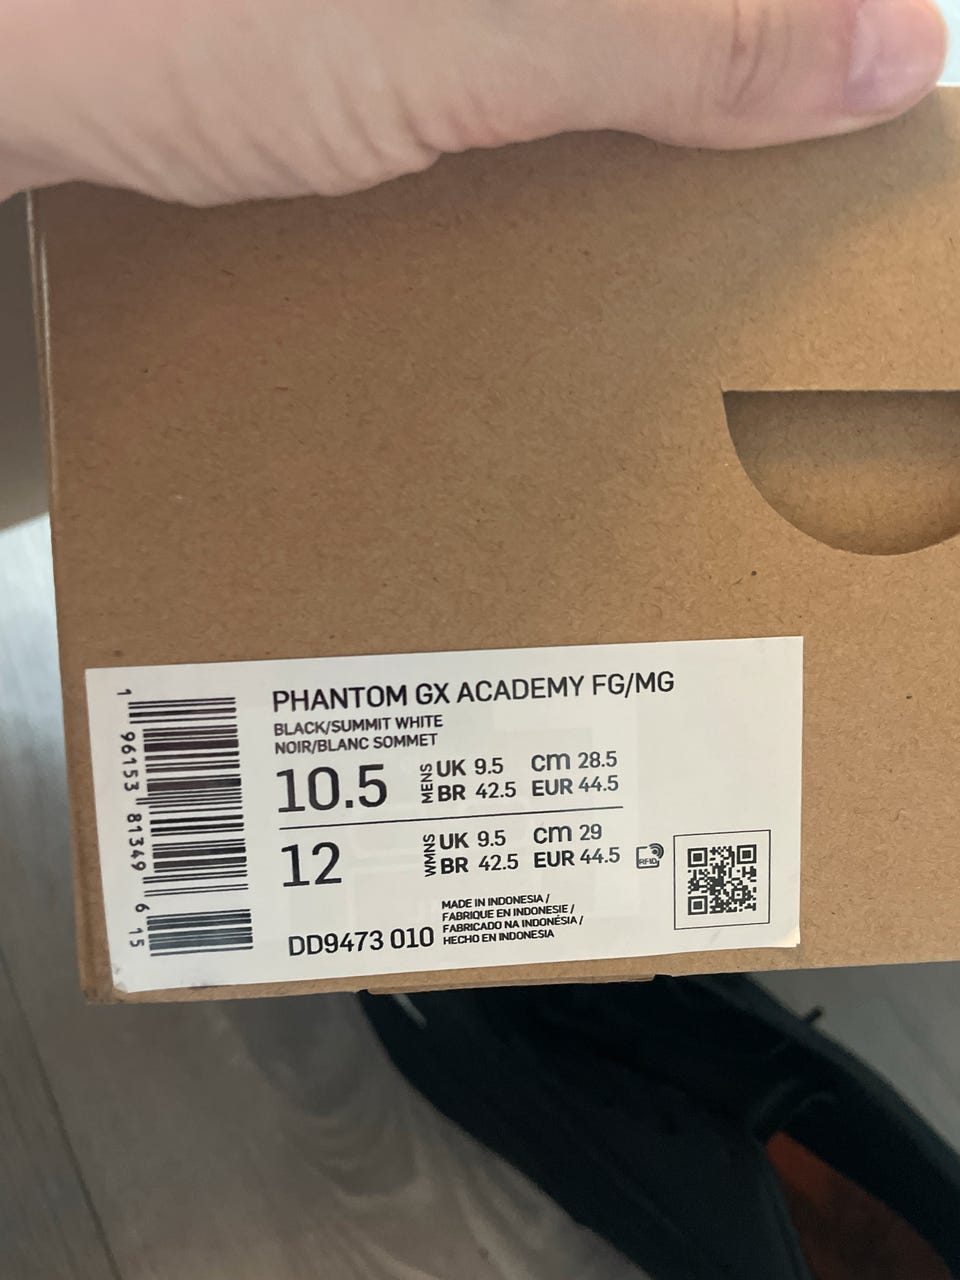 PHANTOM GX ACADEMY FG/MG
BLACK/SUMMIT WHITE
NOIR/BLANC SOMMET
10.5 MENS UK 9.5 cm 28.5
BR 42.5 EUR 44.5
12 WMNS UK 9.5 cm 29
BR 42.5 EUR 44.5
RFID
DD9473 010
MADE IN INDONESIA /
FABRIQUE EN INDONESIE /
FABRICADO NA INDONÉSIA /
HECHO EN INDONESIA
1 96153 81349 6 15